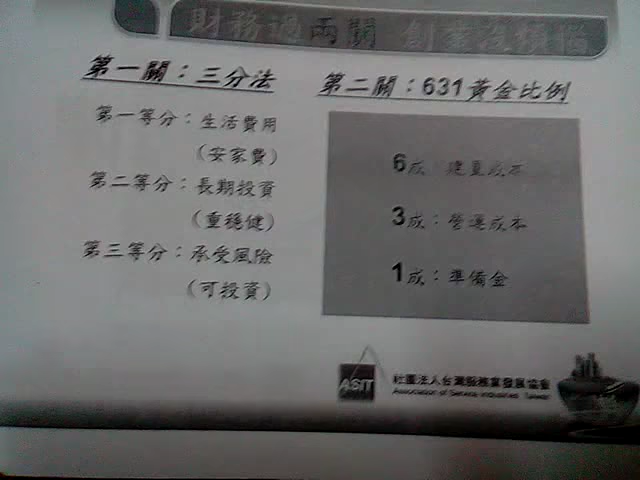 財務過兩關 創業沒煩惱
第一關：三分法
第一等分：生活費用
（安家費）
第二等分：長期投資
（重穩健）
第三等分：承受風險
（可投資）
第二關：631黃金比例
6成：建置成本
3成：營運成本
1成：準備金
ASIT
社團法人台灣服務業發展協會
Association of Service Industries Taiwan